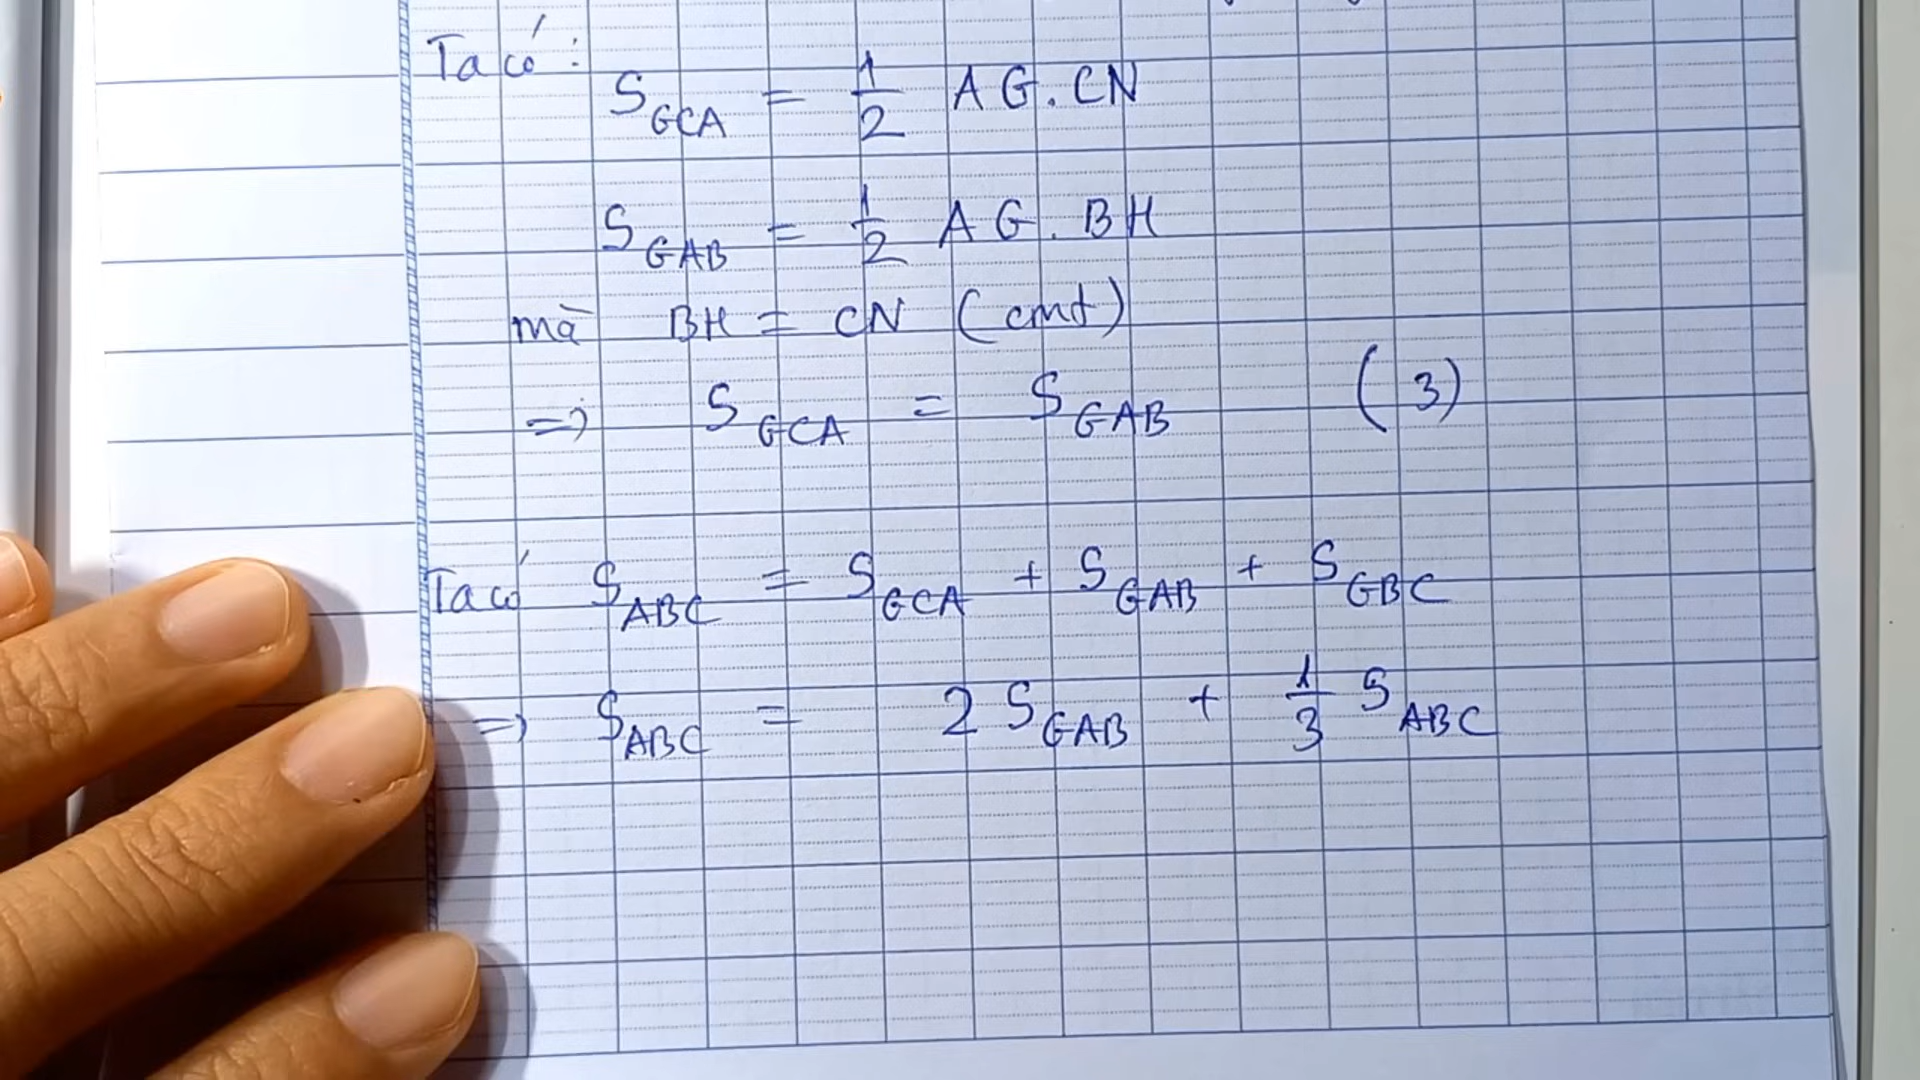 Ta có :
S_GCA = 1/2 AG . CN
S_GAB = 1/2 AG . BH
mà BH = CN (cmt)
=> S_GCA = S_GAB (3)
Ta có S_ABC = S_GCA + S_GAB + S_GBC
=> S_ABC = 2 S_GAB + 1/3 S_ABC